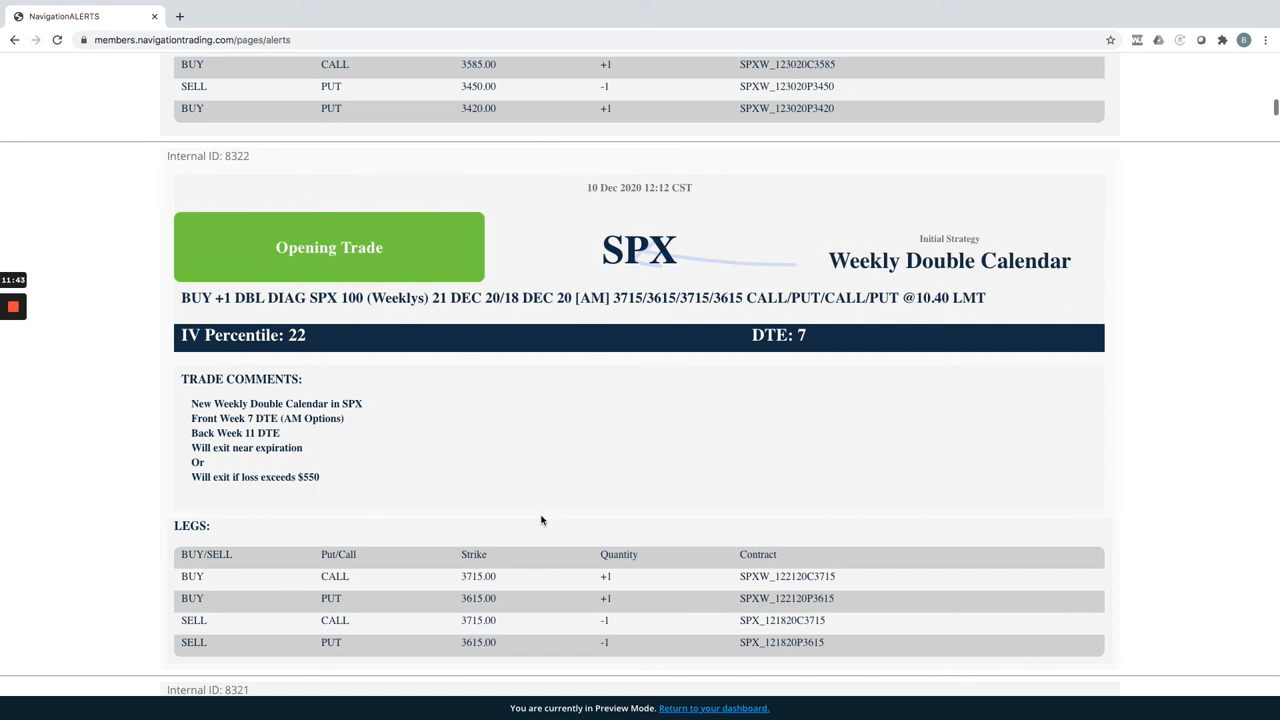 NavigationALERTS
members.navigationtrading.com/pages/alerts
B
BUY CALL 3585.00 +1 SPXW_123020C3585
SELL PUT 3450.00 -1 SPXW_123020P3450
BUY PUT 3420.00 +1 SPXW_123020P3420
Internal ID: 8322
10 Dec 2020 12:12 CST
Opening Trade
SPX
Initial Strategy
Weekly Double Calendar
BUY +1 DBL DIAG SPX 100 (Weeklys) 21 DEC 20/18 DEC 20 [AM] 3715/3615/3715/3615 CALL/PUT/CALL/PUT @10.40 LMT
IV Percentile: 22 DTE: 7
TRADE COMMENTS:
New Weekly Double Calendar in SPX
Front Week 7 DTE (AM Options)
Back Week 11 DTE
Will exit near expiration
Or
Will exit if loss exceeds $550
11:43
LEGS:
BUY/SELL Put/Call Strike Quantity Contract
BUY CALL 3715.00 +1 SPXW_122120C3715
BUY PUT 3615.00 +1 SPXW_122120P3615
SELL CALL 3715.00 -1 SPX_121820C3715
SELL PUT 3615.00 -1 SPX_121820P3615
Internal ID: 8321
You are currently in Preview Mode. Return to your dashboard.